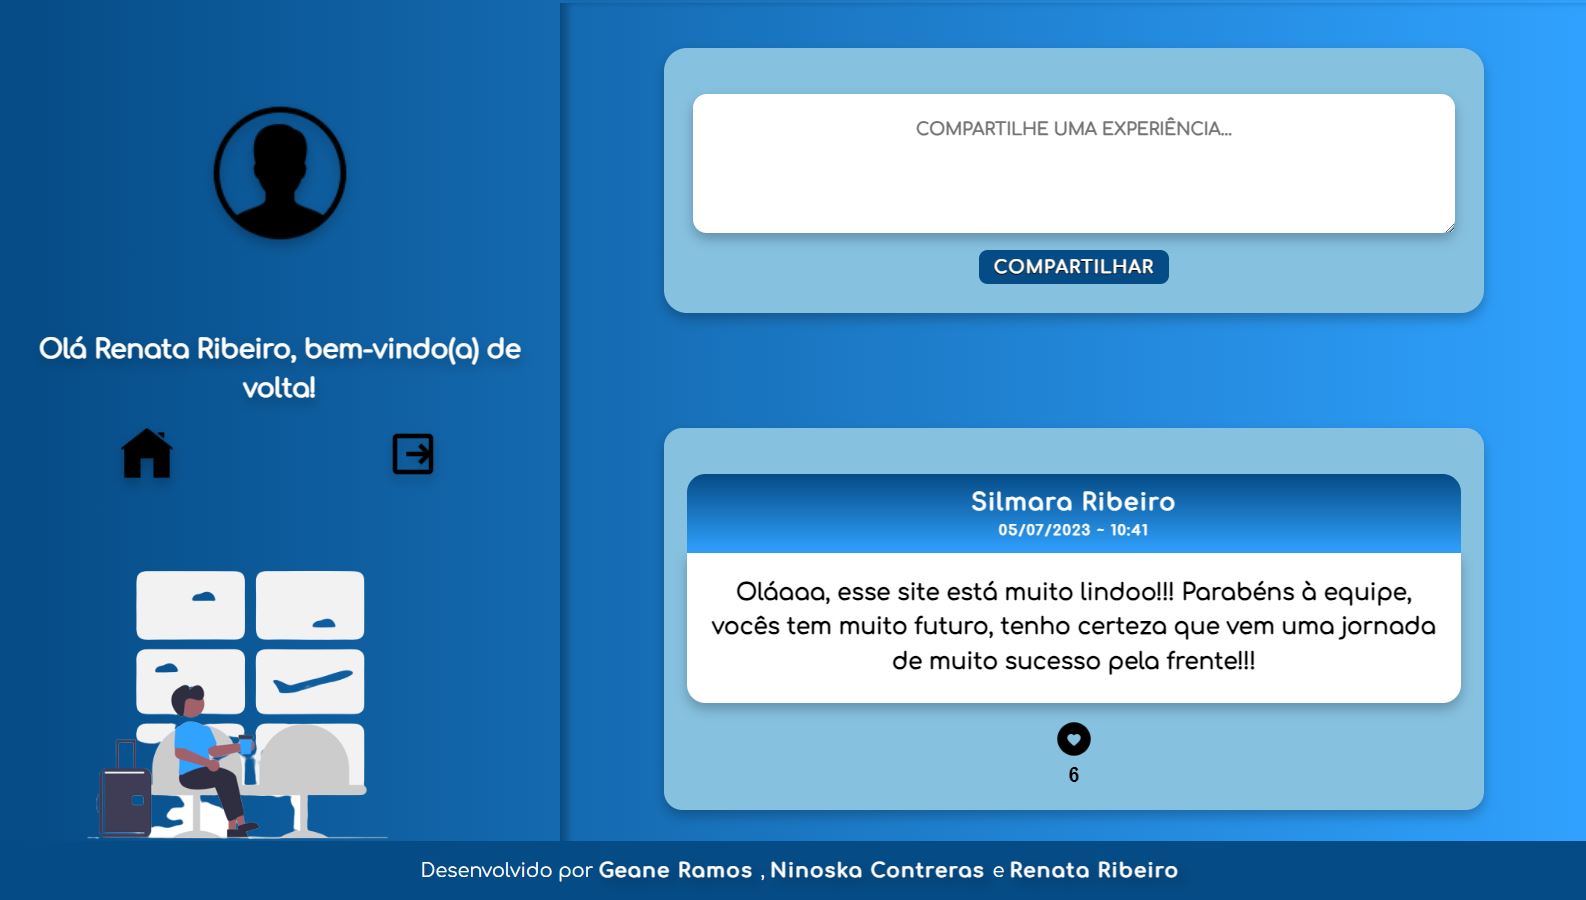 Olá Renata Ribeiro, bem-vindo(a) de
volta!
COMPARTILHE UMA EXPERIÊNCIA...
COMPARTILHAR
Silmara Ribeiro
05/07/2023 ~ 10:41
Oláaaa, esse site está muito lindoo!!! Parabéns à equipe,
vocês tem muito futuro, tenho certeza que vem uma jornada
de muito sucesso pela frente!!!
6
Desenvolvido por Geane Ramos , Ninoska Contreras e Renata Ribeiro